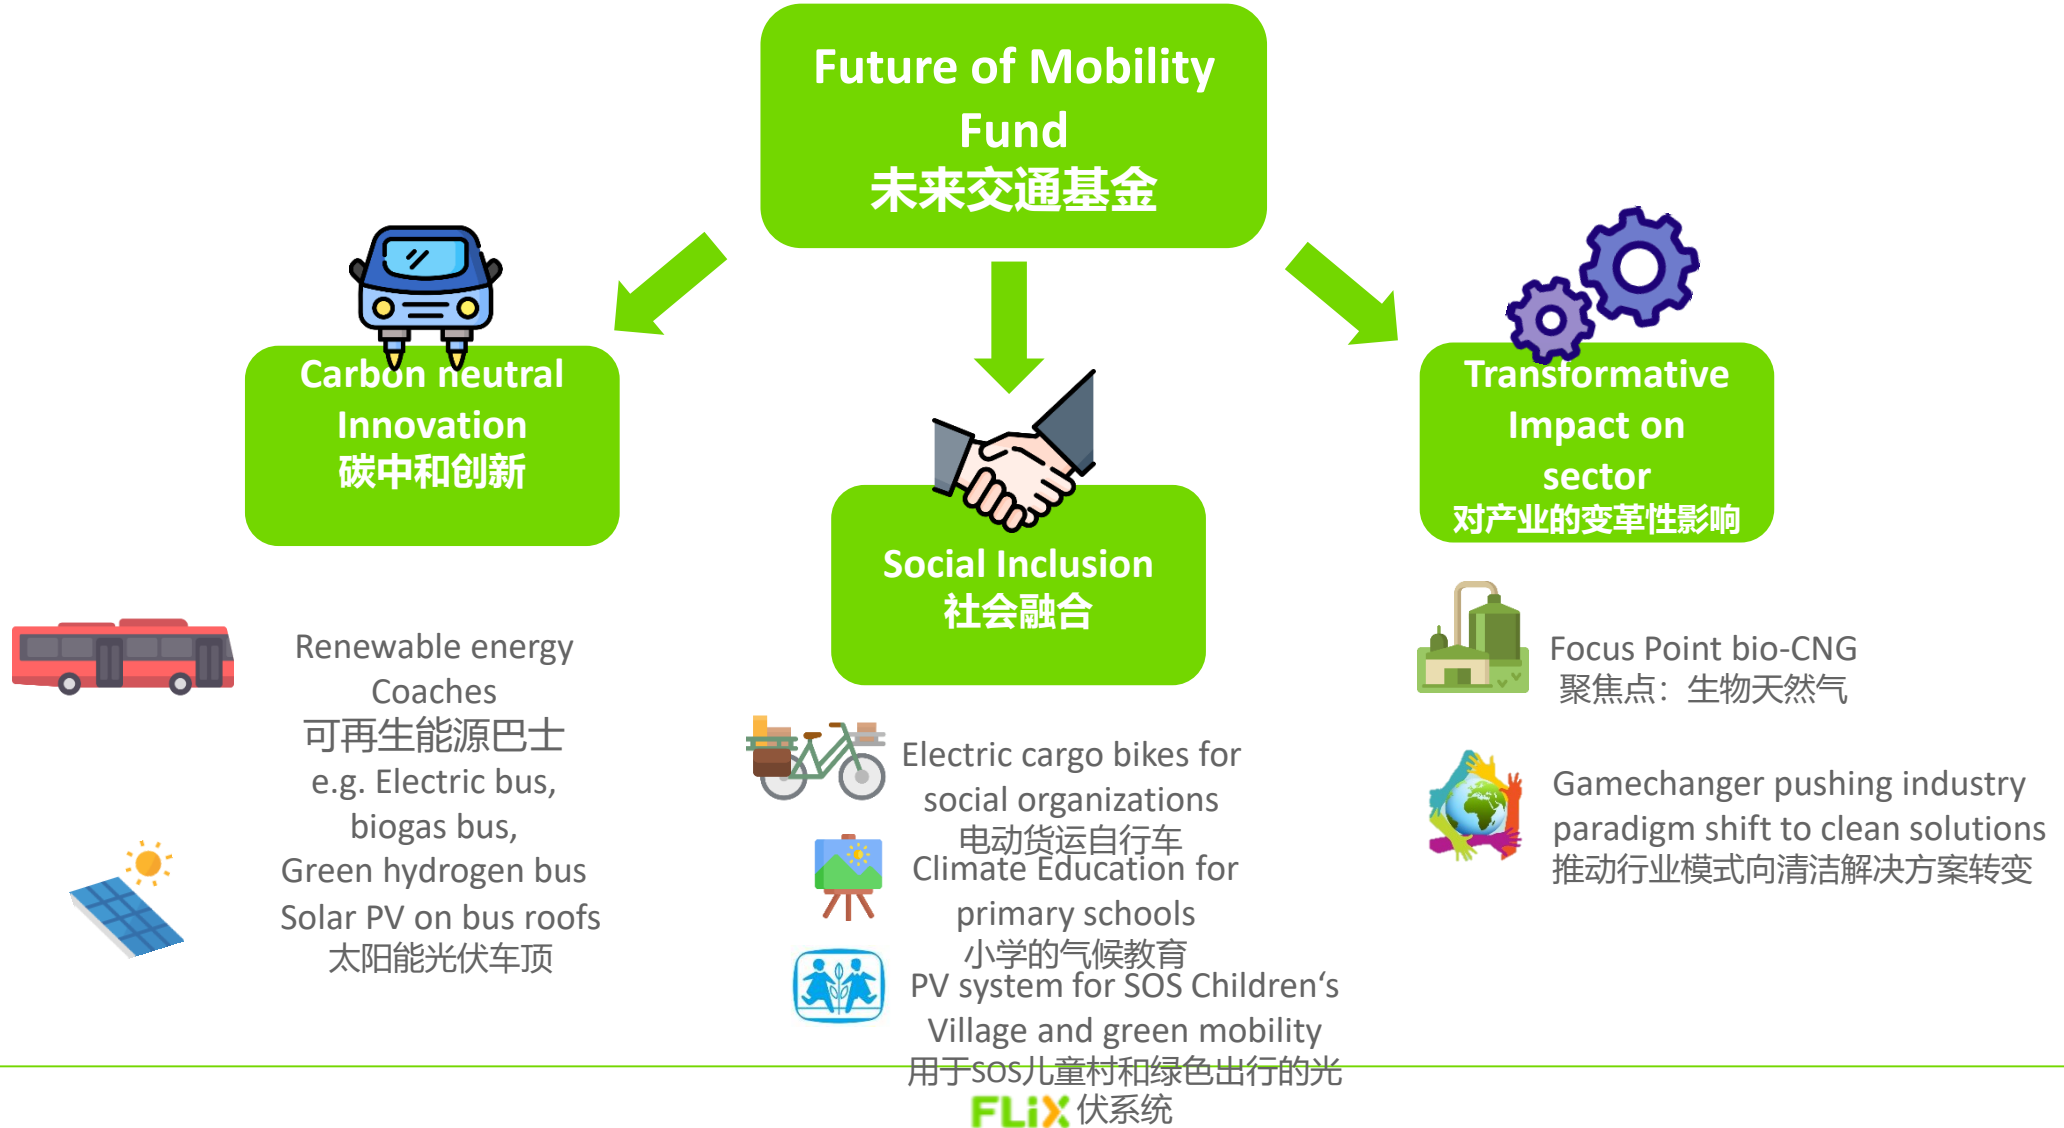 Future of Mobility
Fund
未来交通基金
Carbon neutral
Innovation
碳中和创新
Renewable energy
Coaches
可再生能源巴士
e.g. Electric bus,
biogas bus,
Green hydrogen bus
Solar PV on bus roofs
太阳能光伏车顶
Social Inclusion
社会融合
Electric cargo bikes for
social organizations
电动货运自行车
Climate Education for
primary schools
小学的气候教育
PV system for SOS Children‘s
Village and green mobility
用于SOS儿童村和绿色出行的光
伏系统
Transformative
Impact on
sector
对产业的变革性影响
Focus Point bio-CNG
聚焦点：生物天然气
Gamechanger pushing industry
paradigm shift to clean solutions
推动行业模式向清洁解决方案转变
FLiX